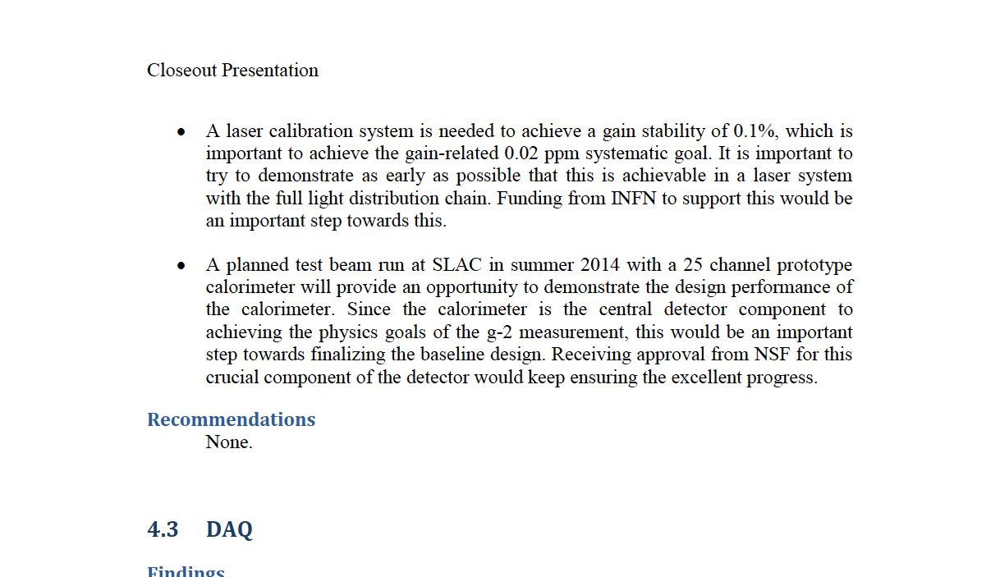 Closeout Presentation
• A laser calibration system is needed to achieve a gain stability of 0.1%, which is
important to achieve the gain-related 0.02 ppm systematic goal. It is important to
try to demonstrate as early as possible that this is achievable in a laser system
with the full light distribution chain. Funding from INFN to support this would be
an important step towards this.
• A planned test beam run at SLAC in summer 2014 with a 25 channel prototype
calorimeter will provide an opportunity to demonstrate the design performance of
the calorimeter. Since the calorimeter is the central detector component to
achieving the physics goals of the g-2 measurement, this would be an important
step towards finalizing the baseline design. Receiving approval from NSF for this
crucial component of the detector would keep ensuring the excellent progress.
Recommendations
None.
4.3 DAQ
Findings